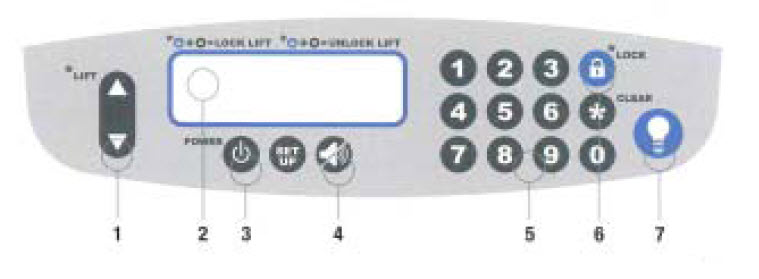 *O+O=LOCK LIFT *O+O=UNLOCK LIFT
*LIFT
1 2 3 *LOCK
4 5 6 * CLEAR
POWER SET UP
7 8 9 0
1 2 3 4 5 6 7